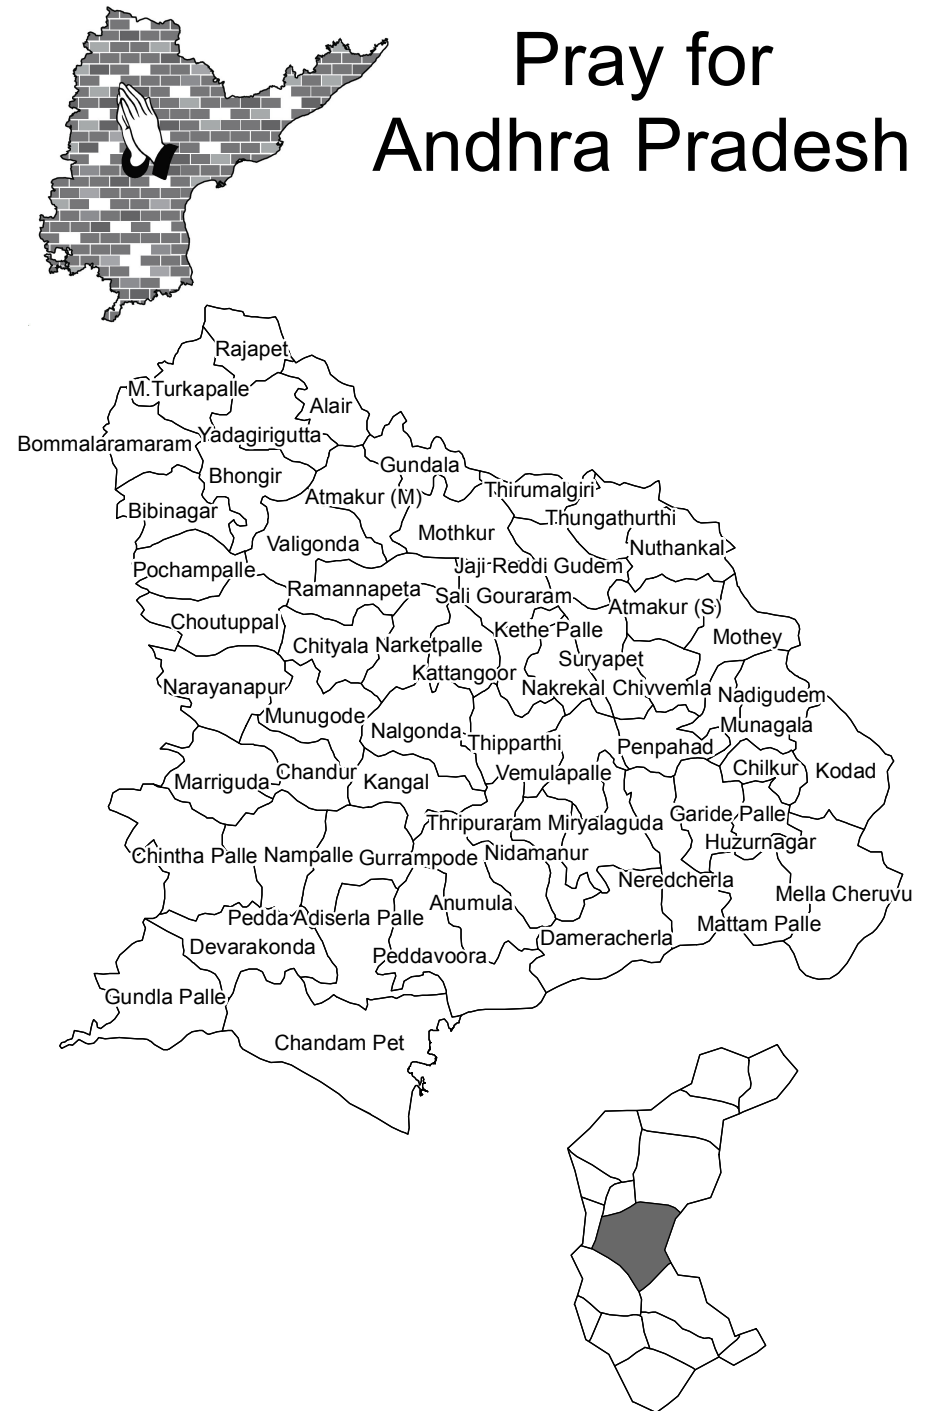 Pray for
Andhra Pradesh
Rajapet
M.Turkapalle
Alair
Bommalaramaram
Yadagirigutta
Gundala
Bhongir
Thirumalgiri
Atmakur (M)
Bibinagar
Thungathurthi
Mothkur
Valigonda
Nuthankal
Jaji-Reddi Gudem
Pochampalle
Ramannapeta
Sali Gouraram
Atmakur (S)
Choutuppal
Kethe Palle
Mothey
Chityala
Narketpalle
Suryapet
Kattangoor
Narayanapur
Nakrekal
Chivvemla
Nadigudem
Munugode
Munagala
Nalgonda
Thipparthi
Penpahad
Chandur
Vemulapalle
Chilkur
Kodad
Marriguda
Kangal
Garide Palle
Thripuraram
Miryalaguda
Huzurnagar
Chintha Palle
Nampalle
Gurrampode
Nidamanur
Neredcherla
Mella Cheruvu
Anumula
Pedda Adiserla Palle
Mattam Palle
Devarakonda
Dameracherla
Peddavoora
Gundla Palle
Chandam Pet